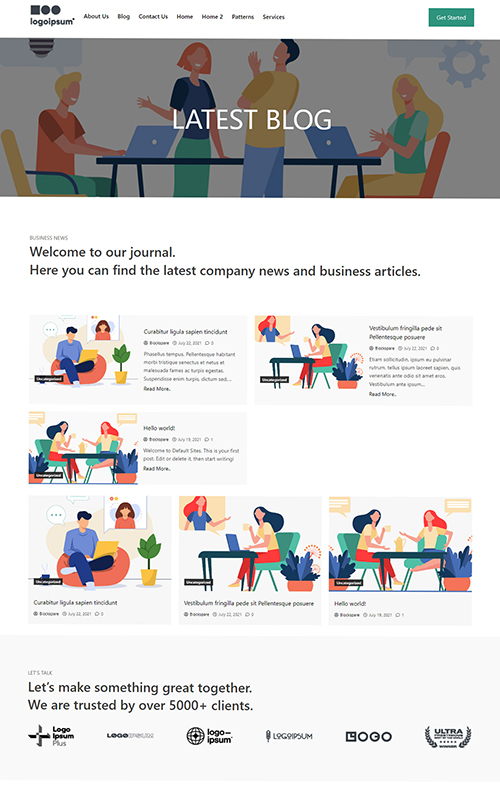 logoipsum®
About Us
Blog
Contact Us
Home
Home 2
Patterns
Services
Get Started
LATEST BLOG
BUSINESS NEWS
Welcome to our journal.
Here you can find the latest company news and business articles.
Curabitur ligula sapien tincidunt
Blockspare July 22, 2021 0
Phasellus tempus. Pellentesque habitant
morbi tristique senectus et netus et
malesuada fames ac turpis egestas.
Suspendisse enim turpis, dictum sed,...
Read More..
Uncategorized
Vestibulum fringilla pede sit
Pellentesque posuere
Blockspare July 22, 2021 0
Etiam sollicitudin, ipsum eu pulvinar
rutrum, tellus ipsum laoreet sapien, quis
venenatis ante odio sit amet eros.
Vestibulum ante ipsum...
Read More..
Uncategorized
Hello world!
Blockspare July 19, 2021 1
Welcome to Default Sites. This is your first
post. Edit or delete it, then start writing!
Read More..
Uncategorized
Uncategorized
Curabitur ligula sapien tincidunt
Blockspare July 22, 2021 0
Uncategorized
Vestibulum fringilla pede sit Pellentesque posuere
Blockspare July 22, 2021 0
Uncategorized
Hello world!
Blockspare July 19, 2021 1
LET'S TALK
Let's make something great together.
We are trusted by over 5000+ clients.
Logo
Ipsum
Plus
LOGOIPSUM
logo—
ipsum®
LOGOIPSUM
LOGO
ULTRA
WINNER